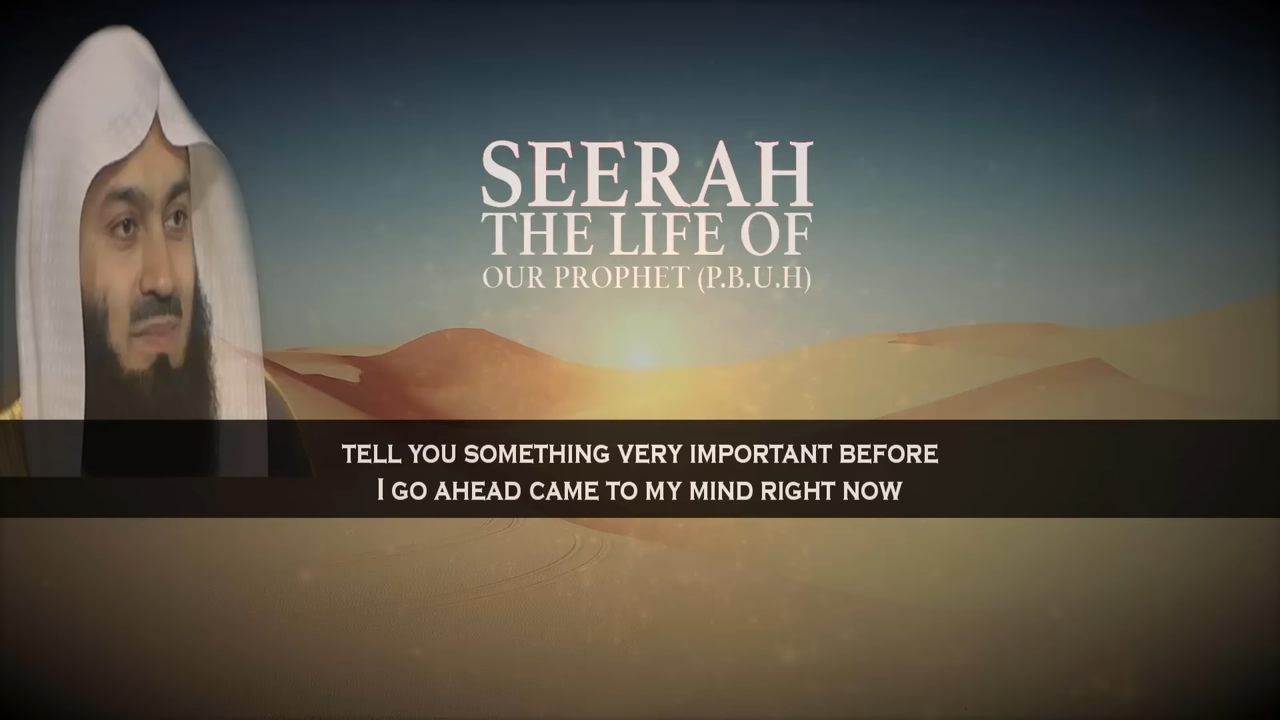 SEERAH
THE LIFE OF
OUR PROPHET (P.B.U.H)
TELL YOU SOMETHING VERY IMPORTANT BEFORE
I GO AHEAD CAME TO MY MIND RIGHT NOW